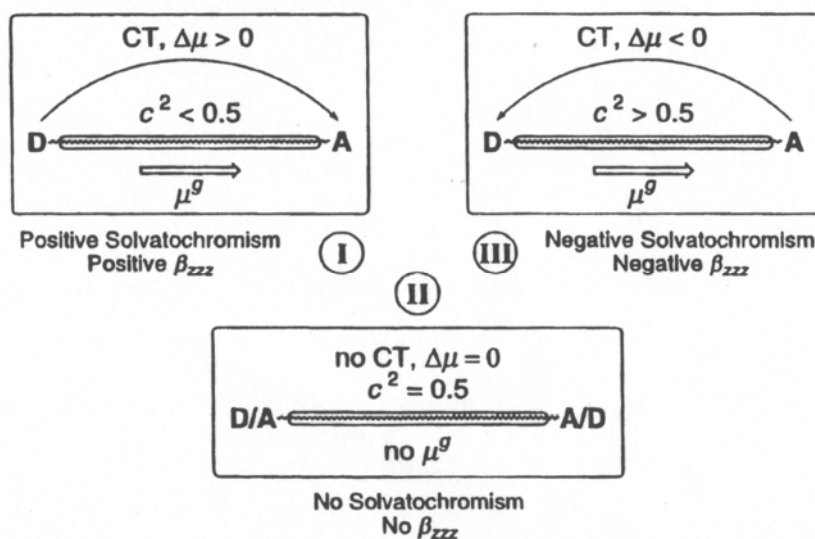 CT, Δμ > 0
c² < 0.5
D A
μᵍ
Positive Solvatochromism
Positive βzzz
I
CT, Δμ < 0
c² > 0.5
D A
μᵍ
Negative Solvatochromism
Negative βzzz
III
II
no CT, Δμ = 0
c² = 0.5
D/A A/D
no μᵍ
No Solvatochromism
No βzzz